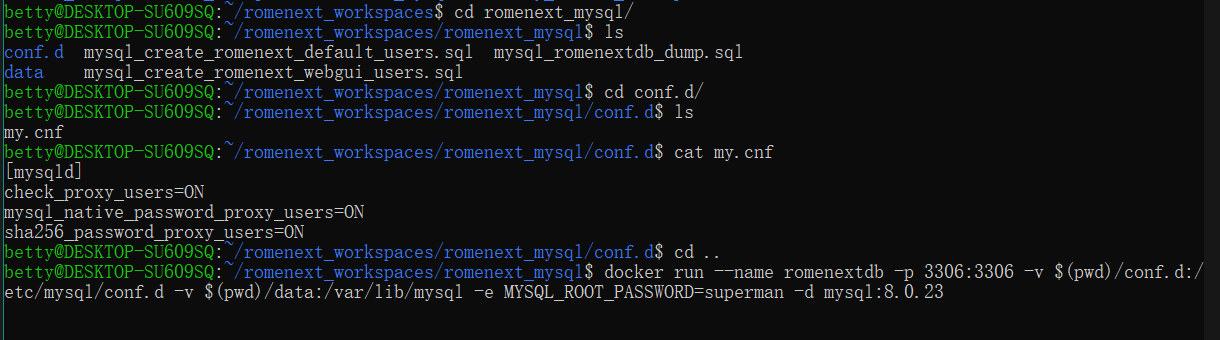 betty@DESKTOP-SU609SQ:~/romenext_workspaces$ cd romenext_mysql/
betty@DESKTOP-SU609SQ:~/romenext_workspaces/romenext_mysql$ ls
conf.d  mysql_create_romenext_default_users.sql  mysql_romenextdb_dump.sql
data    mysql_create_romenext_webgui_users.sql
betty@DESKTOP-SU609SQ:~/romenext_workspaces/romenext_mysql$ cd conf.d/
betty@DESKTOP-SU609SQ:~/romenext_workspaces/romenext_mysql/conf.d$ ls
my.cnf
betty@DESKTOP-SU609SQ:~/romenext_workspaces/romenext_mysql/conf.d$ cat my.cnf
[mysqld]
check_proxy_users=ON
mysql_native_password_proxy_users=ON
sha256_password_proxy_users=ON
betty@DESKTOP-SU609SQ:~/romenext_workspaces/romenext_mysql/conf.d$ cd ..
betty@DESKTOP-SU609SQ:~/romenext_workspaces/romenext_mysql$ docker run --name romenextdb -p 3306:3306 -v $(pwd)/conf.d:/
etc/mysql/conf.d -v $(pwd)/data:/var/lib/mysql -e MYSQL_ROOT_PASSWORD=superman -d mysql:8.0.23